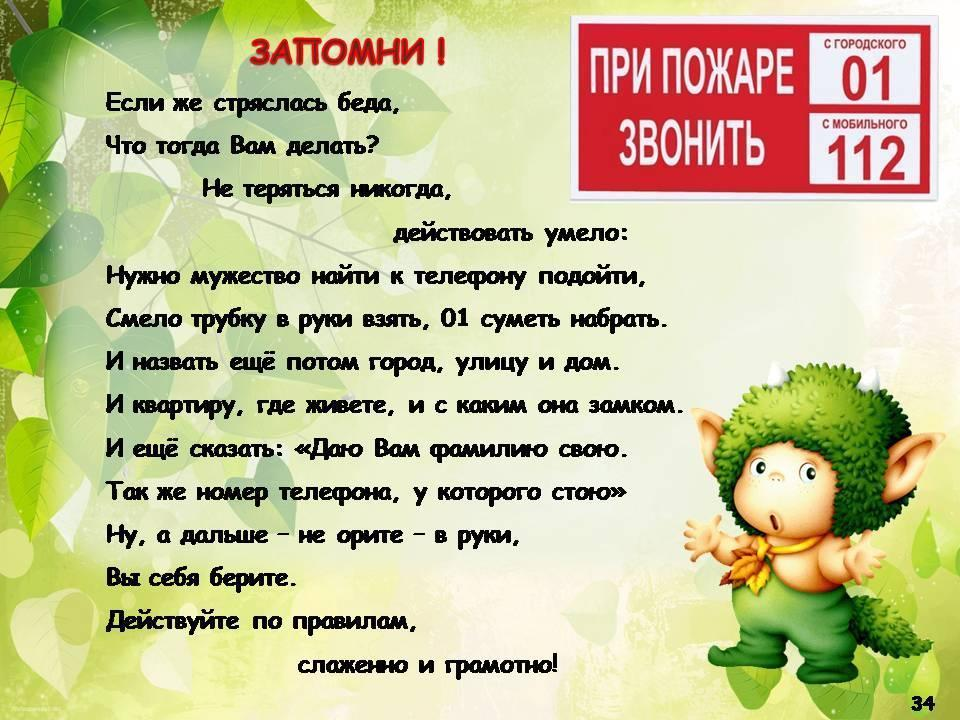 ЗАПОМНИ !
Если же стряслась беда,
Что тогда Вам делать?
Не теряться никогда,
действовать умело:
Нужно мужество найти к телефону подойти,
Смело трубку в руки взять, 01 суметь набрать.
И назвать ещё потом город, улицу и дом.
И квартиру, где живете, и с каким она замком.
И ещё сказать: «Даю Вам фамилию свою.
Так же номер телефона, у которого стою»
Ну, а дальше – не орите – в руки,
Вы себя берите.
Действуйте по правилам,
слаженно и грамотно!
ПРИ ПОЖАРЕ
ЗВОНИТЬ
С ГОРОДСКОГО
01
С МОБИЛЬНОГО
112
34